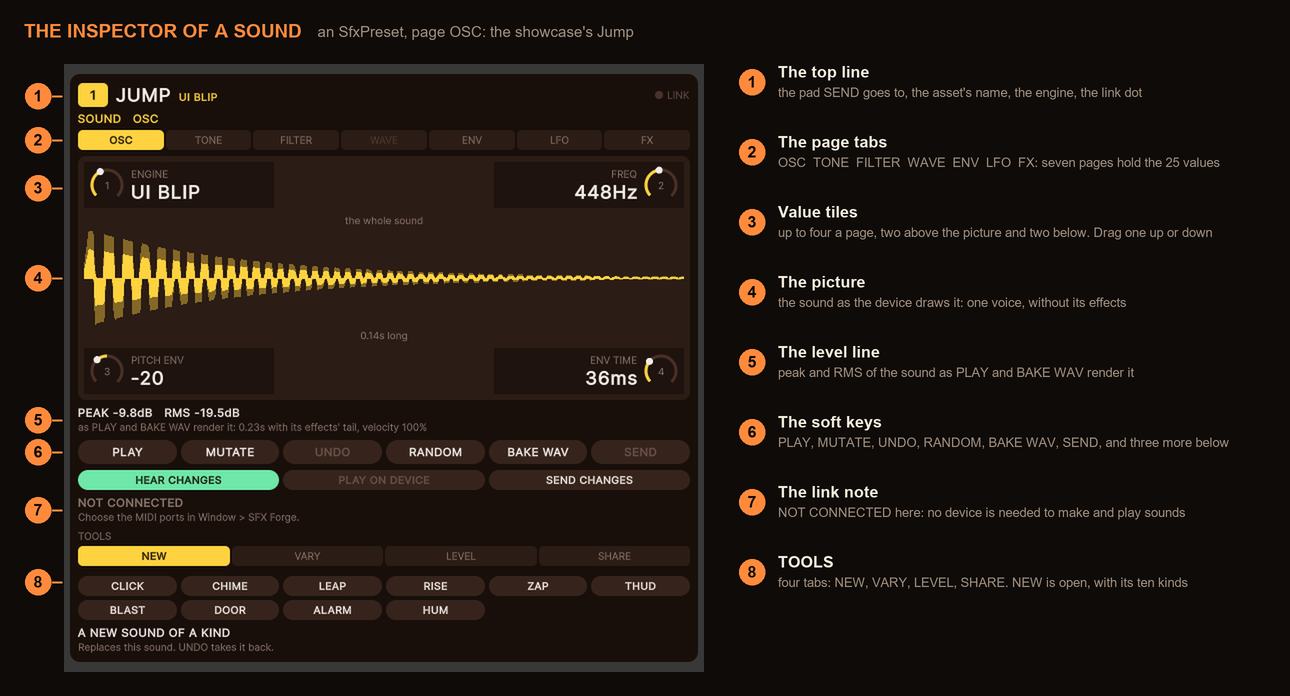 THE INSPECTOR OF A SOUND an SfxPreset, page OSC: the showcase's Jump
1
1 JUMP UI BLIP LINK
SOUND OSC
2
OSC TONE FILTER WAVE ENV LFO FX
3
1 ENGINE UI BLIP
FREQ 448Hz 2
the whole sound
4
0.14s long
3 PITCH ENV -20
ENV TIME 36ms 4
5
PEAK -9.8dB RMS -19.5dB
as PLAY and BAKE WAV render it: 0.23s with its effects' tail, velocity 100%
6
PLAY MUTATE UNDO RANDOM BAKE WAV SEND
HEAR CHANGES PLAY ON DEVICE SEND CHANGES
7
NOT CONNECTED
Choose the MIDI ports in Window > SFX Forge.
TOOLS
NEW VARY LEVEL SHARE
8
CLICK CHIME LEAP RISE ZAP THUD
BLAST DOOR ALARM HUM
A NEW SOUND OF A KIND
Replaces this sound. UNDO takes it back.
1 The top line
the pad SEND goes to, the asset's name, the engine, the link dot
2 The page tabs
OSC TONE FILTER WAVE ENV LFO FX: seven pages hold the 25 values
3 Value tiles
up to four a page, two above the picture and two below. Drag one up or down
4 The picture
the sound as the device draws it: one voice, without its effects
5 The level line
peak and RMS of the sound as PLAY and BAKE WAV render it
6 The soft keys
PLAY, MUTATE, UNDO, RANDOM, BAKE WAV, SEND, and three more below
7 The link note
NOT CONNECTED here: no device is needed to make and play sounds
8 TOOLS
four tabs: NEW, VARY, LEVEL, SHARE. NEW is open, with its ten kinds